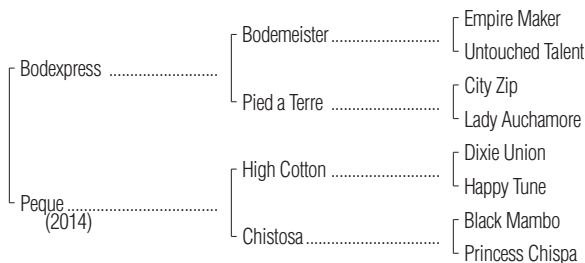 Empire Maker
Bodemeister
Untouched Talent
Bodexpress
City Zip
Pied a Terre
Lady Auchamore
Dixie Union
High Cotton
Happy Tune
Peque
(2014)
Black Mambo
Chistosa
Princess Chispa